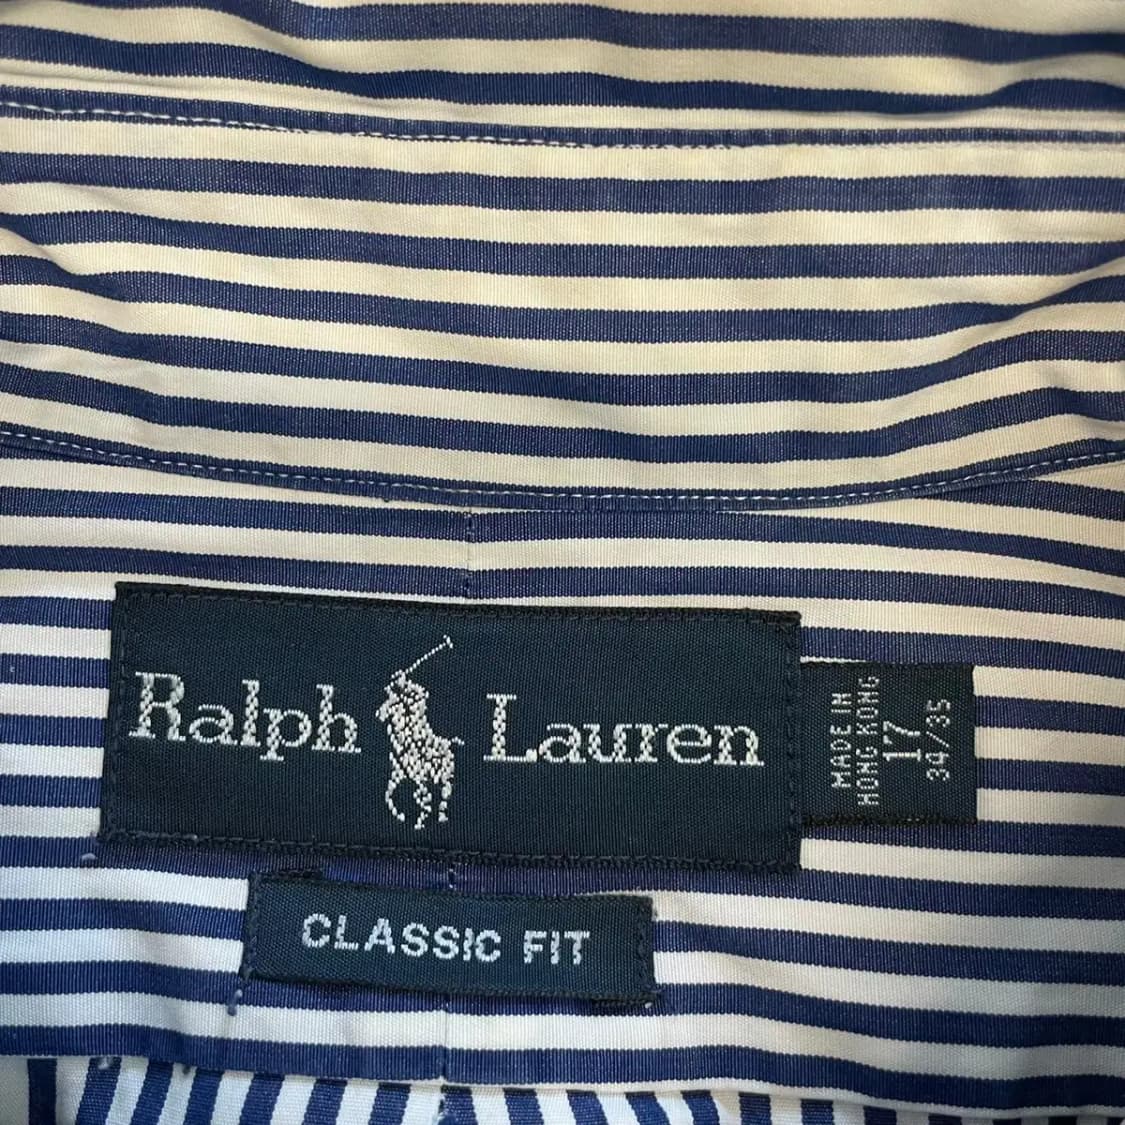 Ralph Lauren
MADE IN
HONG KONG
17
34/35
CLASSIC FIT